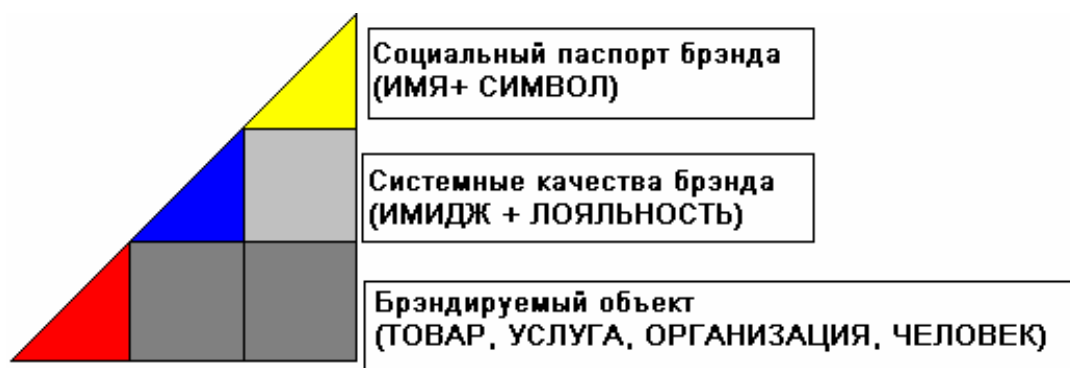 Социальный паспорт брэнда
(ИМЯ+ СИМВОЛ)
Системные качества брэнда
(ИМИДЖ + ЛОЯЛЬНОСТЬ)
Брэндируемый объект
(ТОВАР, УСЛУГА, ОРГАНИЗАЦИЯ, ЧЕЛОВЕК)